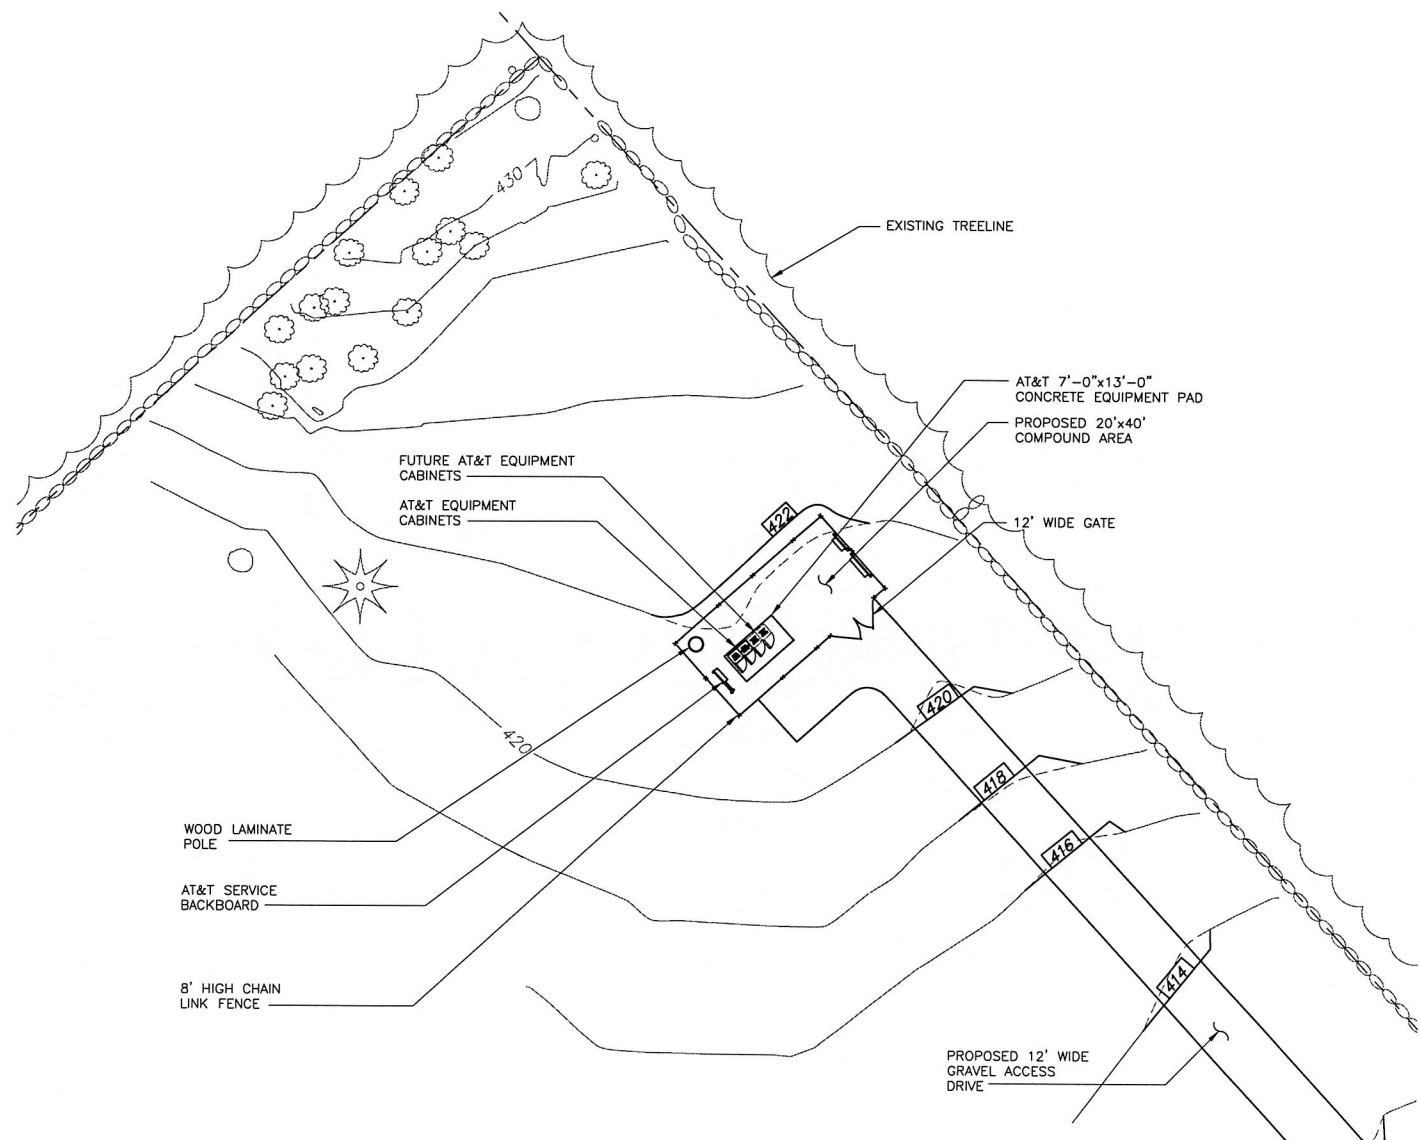 430
EXISTING TREELINE
AT&T 7'-0"x13'-0"
CONCRETE EQUIPMENT PAD
PROPOSED 20'x40'
COMPOUND AREA
FUTURE AT&T EQUIPMENT
CABINETS
AT&T EQUIPMENT
CABINETS
422
12' WIDE GATE
420
420
418
416
414
WOOD LAMINATE
POLE
AT&T SERVICE
BACKBOARD
8' HIGH CHAIN
LINK FENCE
PROPOSED 12' WIDE
GRAVEL ACCESS
DRIVE